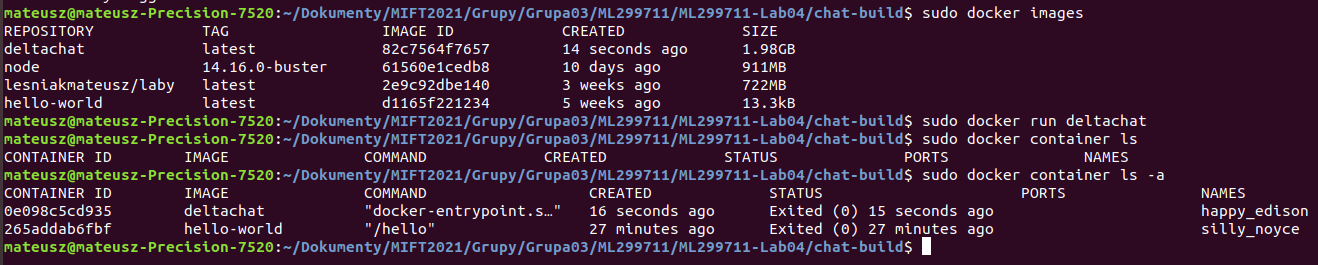 mateusz@mateusz-Precision-7520:~/Dokumenty/MIFT2021/Grupy/Grupa03/ML299711/ML299711-Lab04/chat-build$ sudo docker images
REPOSITORY TAG IMAGE ID CREATED SIZE
deltachat latest 82c7564f7657 14 seconds ago 1.98GB
node 14.16.0-buster 61560e1cedb8 10 days ago 911MB
lesniakmateusz/laby latest 2e9c92dbe140 3 weeks ago 722MB
hello-world latest d1165f221234 5 weeks ago 13.3kB
mateusz@mateusz-Precision-7520:~/Dokumenty/MIFT2021/Grupy/Grupa03/ML299711/ML299711-Lab04/chat-build$ sudo docker run deltachat
mateusz@mateusz-Precision-7520:~/Dokumenty/MIFT2021/Grupy/Grupa03/ML299711/ML299711-Lab04/chat-build$ sudo docker container ls
CONTAINER ID IMAGE COMMAND CREATED STATUS PORTS NAMES
mateusz@mateusz-Precision-7520:~/Dokumenty/MIFT2021/Grupy/Grupa03/ML299711/ML299711-Lab04/chat-build$ sudo docker container ls -a
CONTAINER ID IMAGE COMMAND CREATED STATUS PORTS NAMES
0e098c5cd935 deltachat "docker-entrypoint.s…" 16 seconds ago Exited (0) 15 seconds ago happy_edison
265addab6fbf hello-world "/hello" 27 minutes ago Exited (0) 27 minutes ago silly_noyce
mateusz@mateusz-Precision-7520:~/Dokumenty/MIFT2021/Grupy/Grupa03/ML299711/ML299711-Lab04/chat-build$